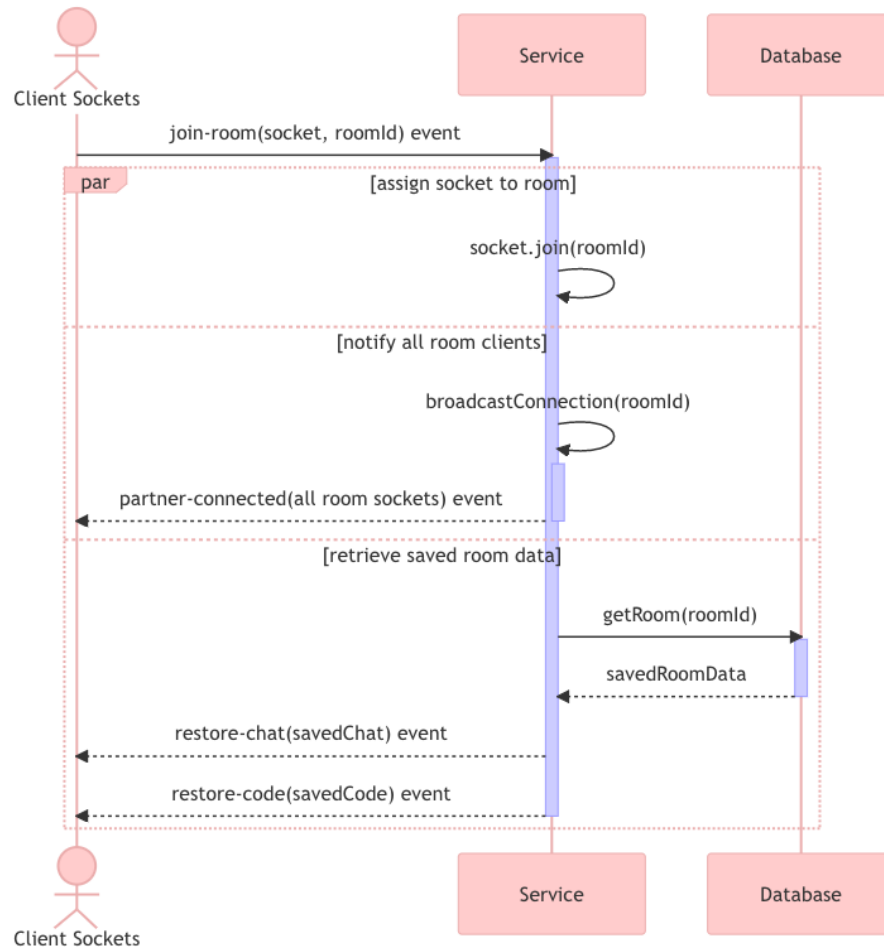 Service
Database
Client Sockets
join-room(socket, roomId) event
par
[assign socket to room]
socket.join(roomId)
[notify all room clients]
broadcastConnection(roomId)
partner-connected(all room sockets) event
[retrieve saved room data]
getRoom(roomId)
savedRoomData
restore-chat(savedChat) event
restore-code(savedCode) event
Service
Database
Client Sockets